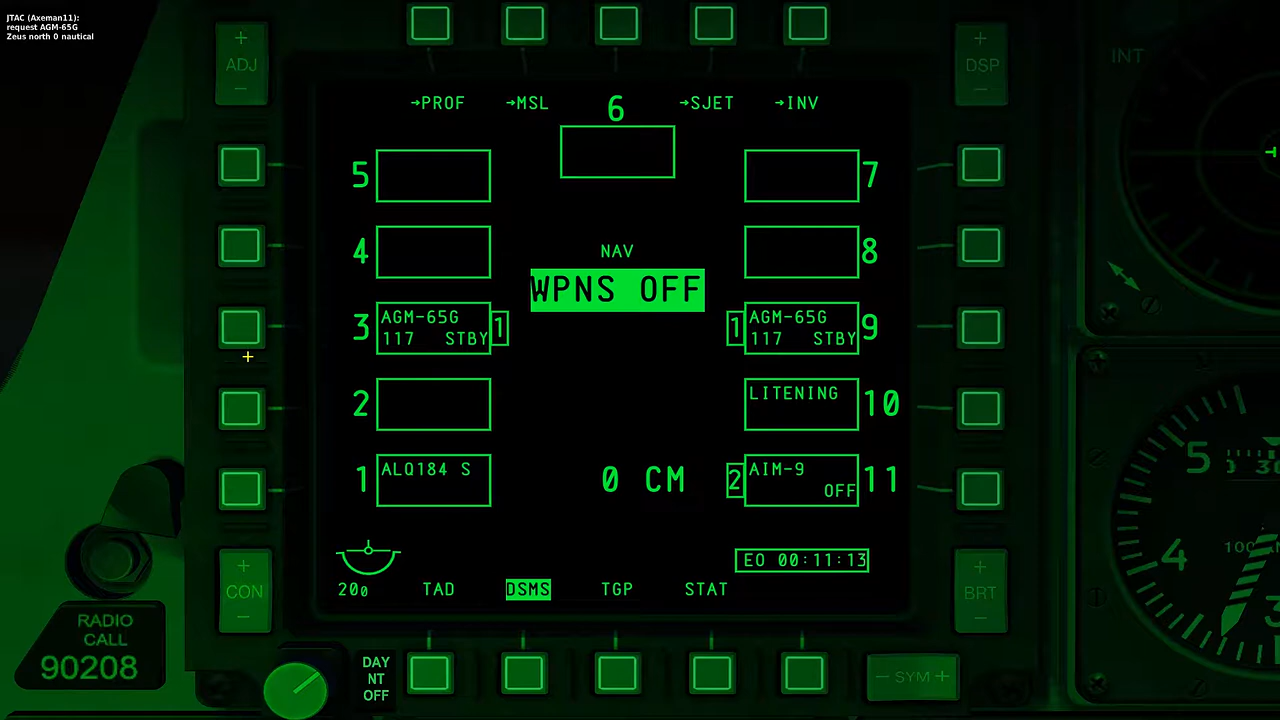 JTAC (Axeman11):
request AGM-65G
Zeus north 0 nautical
+ ADJ −
+ DSP −
INT
→PROF →MSL 6 →SJET →INV
5 7
4 NAV 8
WPNS OFF
3 AGM-65G 1 1 AGM-65G 9
117 STBY 117 STBY
2 LITENING 10
1 ALQ184 S 0 CM 2 AIM-9 11
OFF
EO 00:11:13
200 TAD DSMS TGP STAT
+ CON −
+ BRT −
RADIO
CALL
90208
DAY
NT
OFF
− SYM +
5
4
3